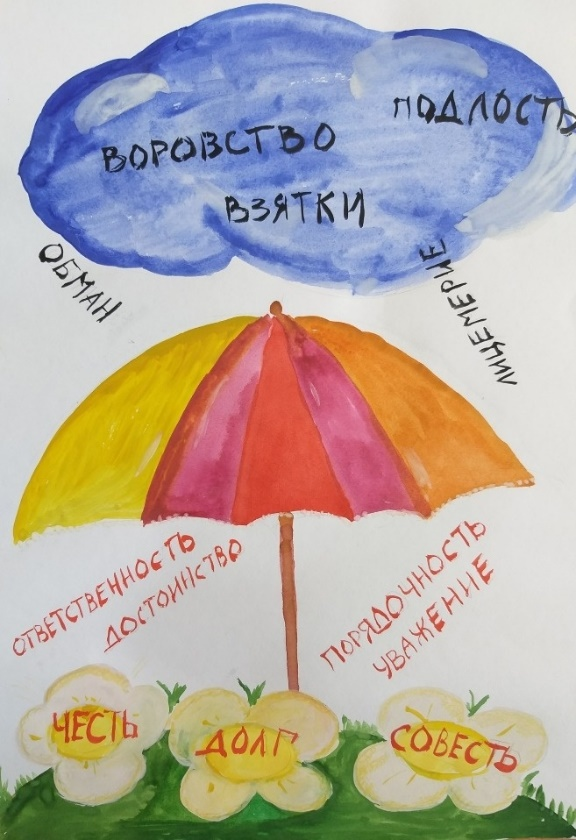 ПОДЛОСТЬ
ВОРОВСТВО
ВЗЯТКИ
ОБМАН
ЛИЦЕМЕРИЕ
ОТВЕТСТВЕННОСТЬ
ДОСТОИНСТВО
ПОРЯДОЧНОСТЬ
УВАЖЕНИЕ
ЧЕСТЬ
ДОЛГ
СОВЕСТЬ